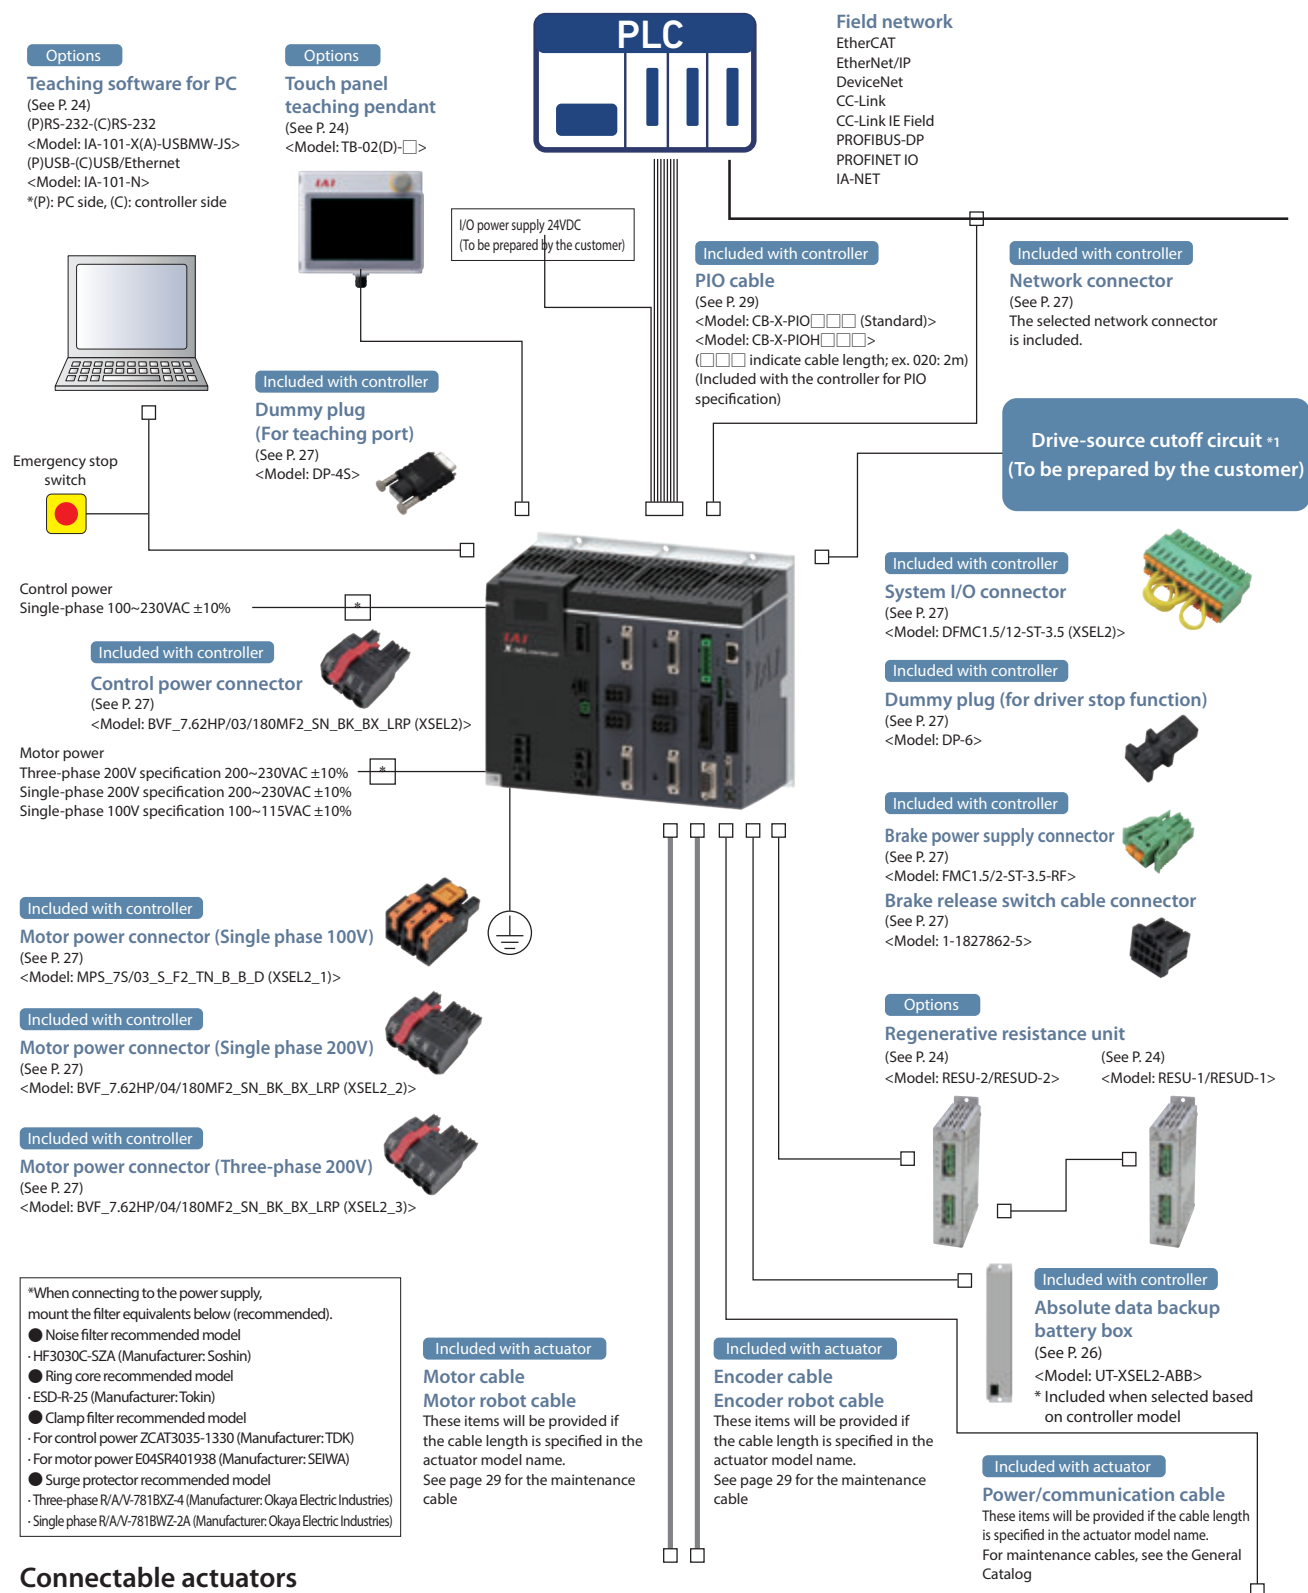 PLC
Field network
EtherCAT
EtherNet/IP
DeviceNet
CC-Link
CC-Link IE Field
PROFIBUS-DP
PROFINET IO
IA-NET
Options
Teaching software for PC
(See P. 24)
(P)RS-232-(C)RS-232
<Model: IA-101-X(A)-USBMW-JS>
(P)USB-(C)USB/Ethernet
<Model: IA-101-N>
*(P): PC side, (C): controller side
Options
Touch panel
teaching pendant
(See P. 24)
<Model: TB-02(D)-□>
IAI
I/O power supply 24VDC
(To be prepared by the customer)
Included with controller
PIO cable
(See P. 29)
<Model: CB-X-PIO□□□ (Standard)>
<Model: CB-X-PIOH□□□>
(□□□ indicate cable length; ex. 020: 2m)
(Included with the controller for PIO
specification)
Included with controller
Network connector
(See P. 27)
The selected network connector
is included.
Included with controller
Dummy plug
(For teaching port)
(See P. 27)
<Model: DP-4S>
Drive-source cutoff circuit *1
(To be prepared by the customer)
Emergency stop
switch
Control power
Single-phase 100~230VAC ±10%
*
Included with controller
Control power connector
(See P. 27)
<Model: BVF_7.62HP/03/180MF2_SN_BK_BX_LRP (XSEL2)>
Motor power
Three-phase 200V specification 200~230VAC ±10%
*
Single-phase 200V specification 200~230VAC ±10%
Single-phase 100V specification 100~115VAC ±10%
IAI
Included with controller
System I/O connector
(See P. 27)
<Model: DFMC1.5/12-ST-3.5 (XSEL2)>
Included with controller
Dummy plug (for driver stop function)
(See P. 27)
<Model: DP-6>
Included with controller
Brake power supply connector
(See P. 27)
<Model: FMC1.5/2-ST-3.5-RF>
Brake release switch cable connector
(See P. 27)
<Model: 1-1827862-5>
Included with controller
Motor power connector (Single phase 100V)
(See P. 27)
<Model: MPS_7S/03_S_F2_TN_B_B_D (XSEL2_1)>
Included with controller
Motor power connector (Single phase 200V)
(See P. 27)
<Model: BVF_7.62HP/04/180MF2_SN_BK_BX_LRP (XSEL2_2)>
Included with controller
Motor power connector (Three-phase 200V)
(See P. 27)
<Model: BVF_7.62HP/04/180MF2_SN_BK_BX_LRP (XSEL2_3)>
Options
Regenerative resistance unit
(See P. 24)
<Model: RESU-2/RESUD-2>
(See P. 24)
<Model: RESU-1/RESUD-1>
Included with controller
Absolute data backup
battery box
(See P. 26)
<Model: UT-XSEL2-ABB>
* Included when selected based
on controller model
*When connecting to the power supply,
mount the filter equivalents below (recommended).
● Noise filter recommended model
· HF3030C-SZA (Manufacturer: Soshin)
● Ring core recommended model
· ESD-R-25 (Manufacturer: Tokin)
● Clamp filter recommended model
· For control power ZCAT3035-1330 (Manufacturer: TDK)
· For motor power E04SR401938 (Manufacturer: SEIWA)
● Surge protector recommended model
· Three-phase R/A/V-781BXZ-4 (Manufacturer: Okaya Electric Industries)
· Single phase R/A/V-781BWZ-2A (Manufacturer: Okaya Electric Industries)
Included with actuator
Motor cable
Motor robot cable
These items will be provided if
the cable length is specified in the
actuator model name.
See page 29 for the maintenance
cable
Included with actuator
Encoder cable
Encoder robot cable
These items will be provided if
the cable length is specified in the
actuator model name.
See page 29 for the maintenance
cable
Included with actuator
Power/communication cable
These items will be provided if the cable length
is specified in the actuator model name.
For maintenance cables, see the General
Catalog
Connectable actuators